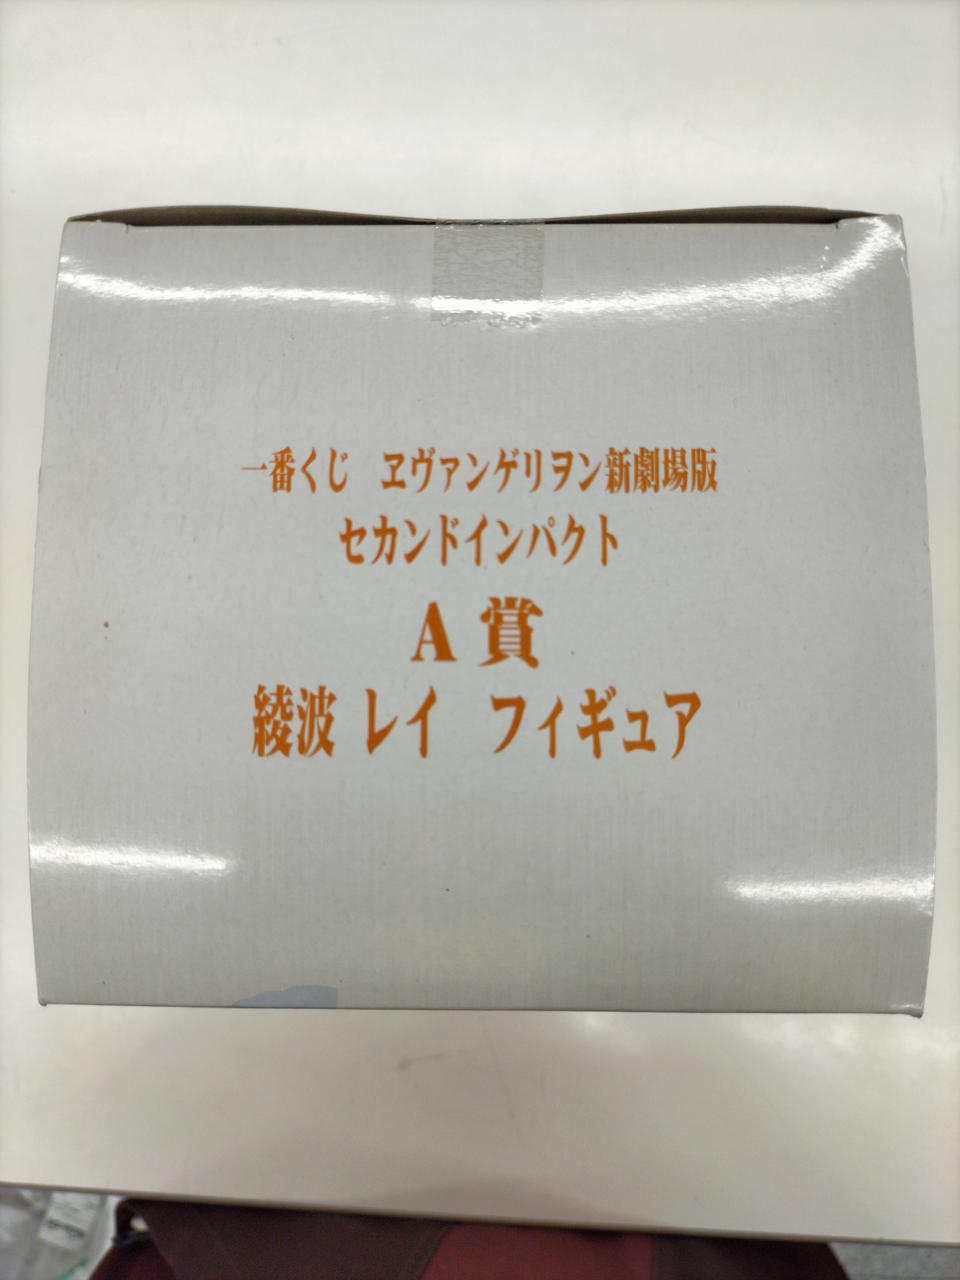 一番くじ　ヱヴァンゲリヲン新劇場版
セカンドインパクト
A 賞
綾波 レイ　フィギュア